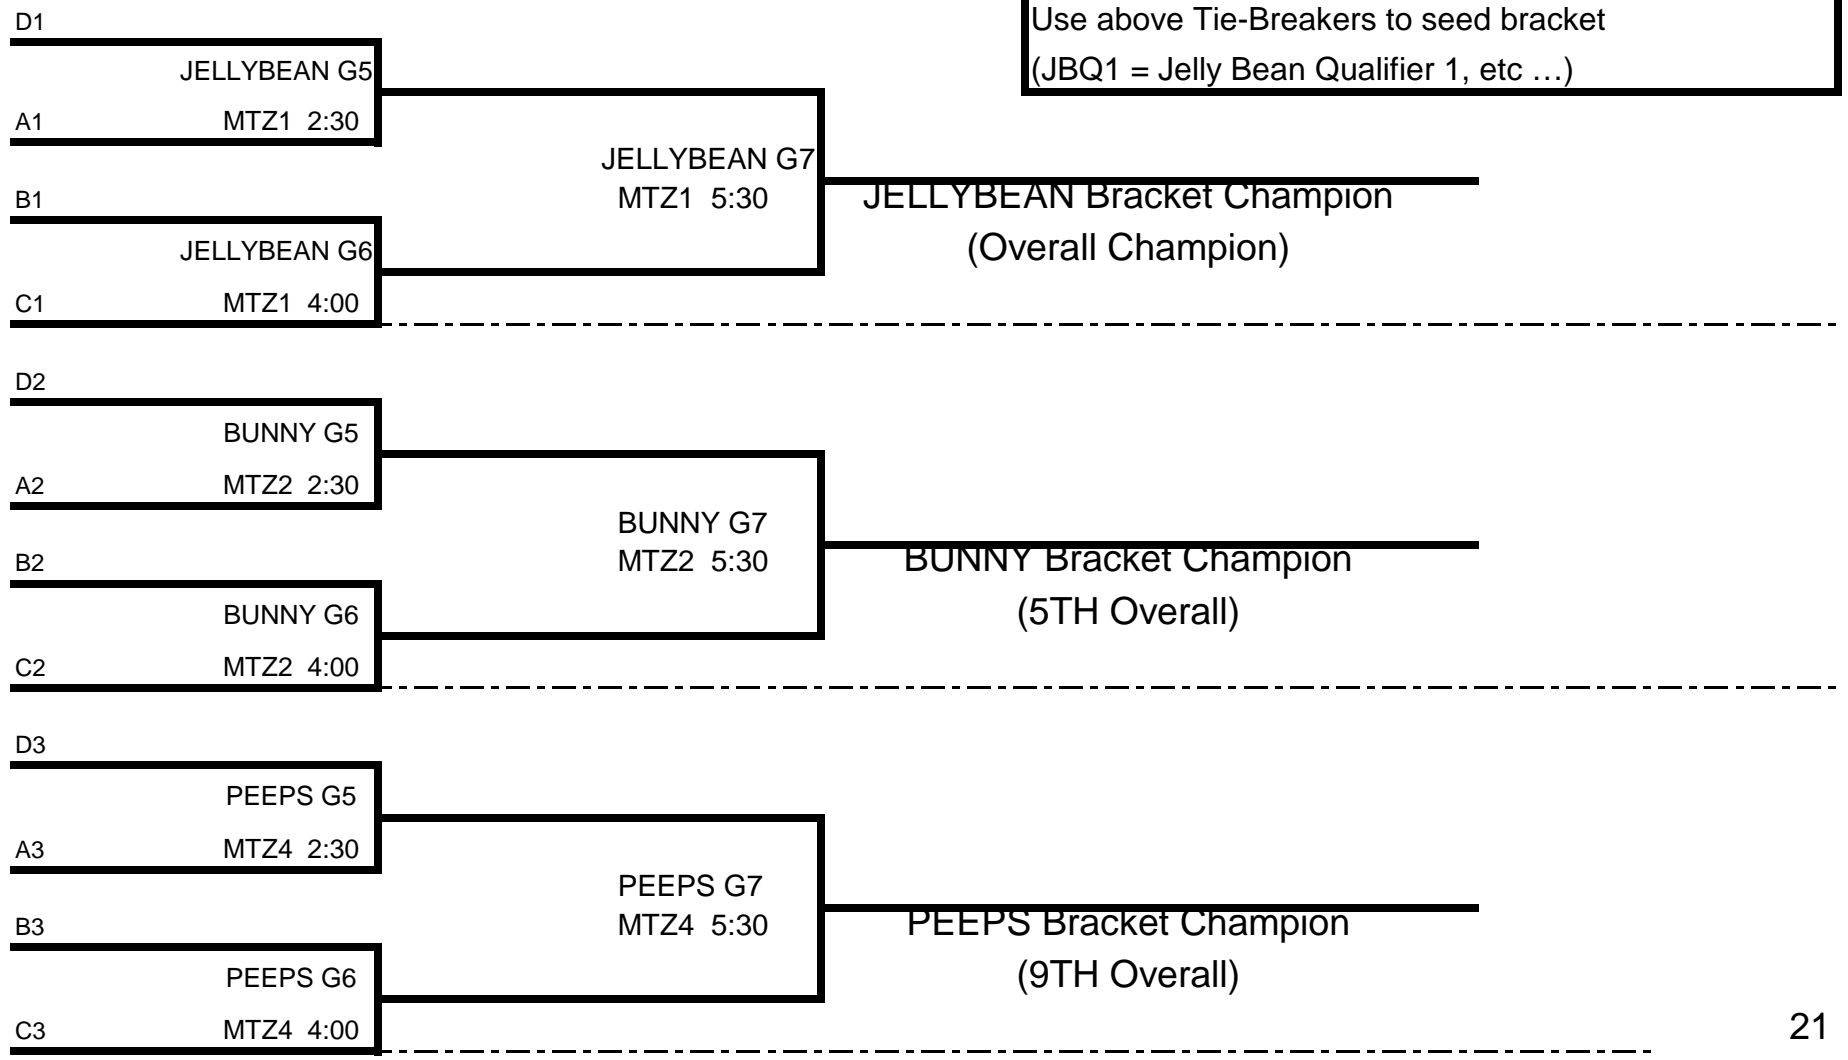 D1
Use above Tie-Breakers to seed bracket
JELLYBEAN G5
(JBQ1 = Jelly Bean Qualifier 1, etc …)
A1
MTZ1 2:30
JELLYBEAN G7
B1
MTZ1 5:30
JELLYBEAN Bracket Champion
JELLYBEAN G6
(Overall Champion)
C1
MTZ1 4:00
D2
BUNNY G5
A2
MTZ2 2:30
BUNNY G7
B2
MTZ2 5:30
BUNNY Bracket Champion
BUNNY G6
(5TH Overall)
C2
MTZ2 4:00
D3
PEEPS G5
A3
MTZ4 2:30
PEEPS G7
B3
MTZ4 5:30
PEEPS Bracket Champion
PEEPS G6
(9TH Overall)
C3
MTZ4 4:00
21